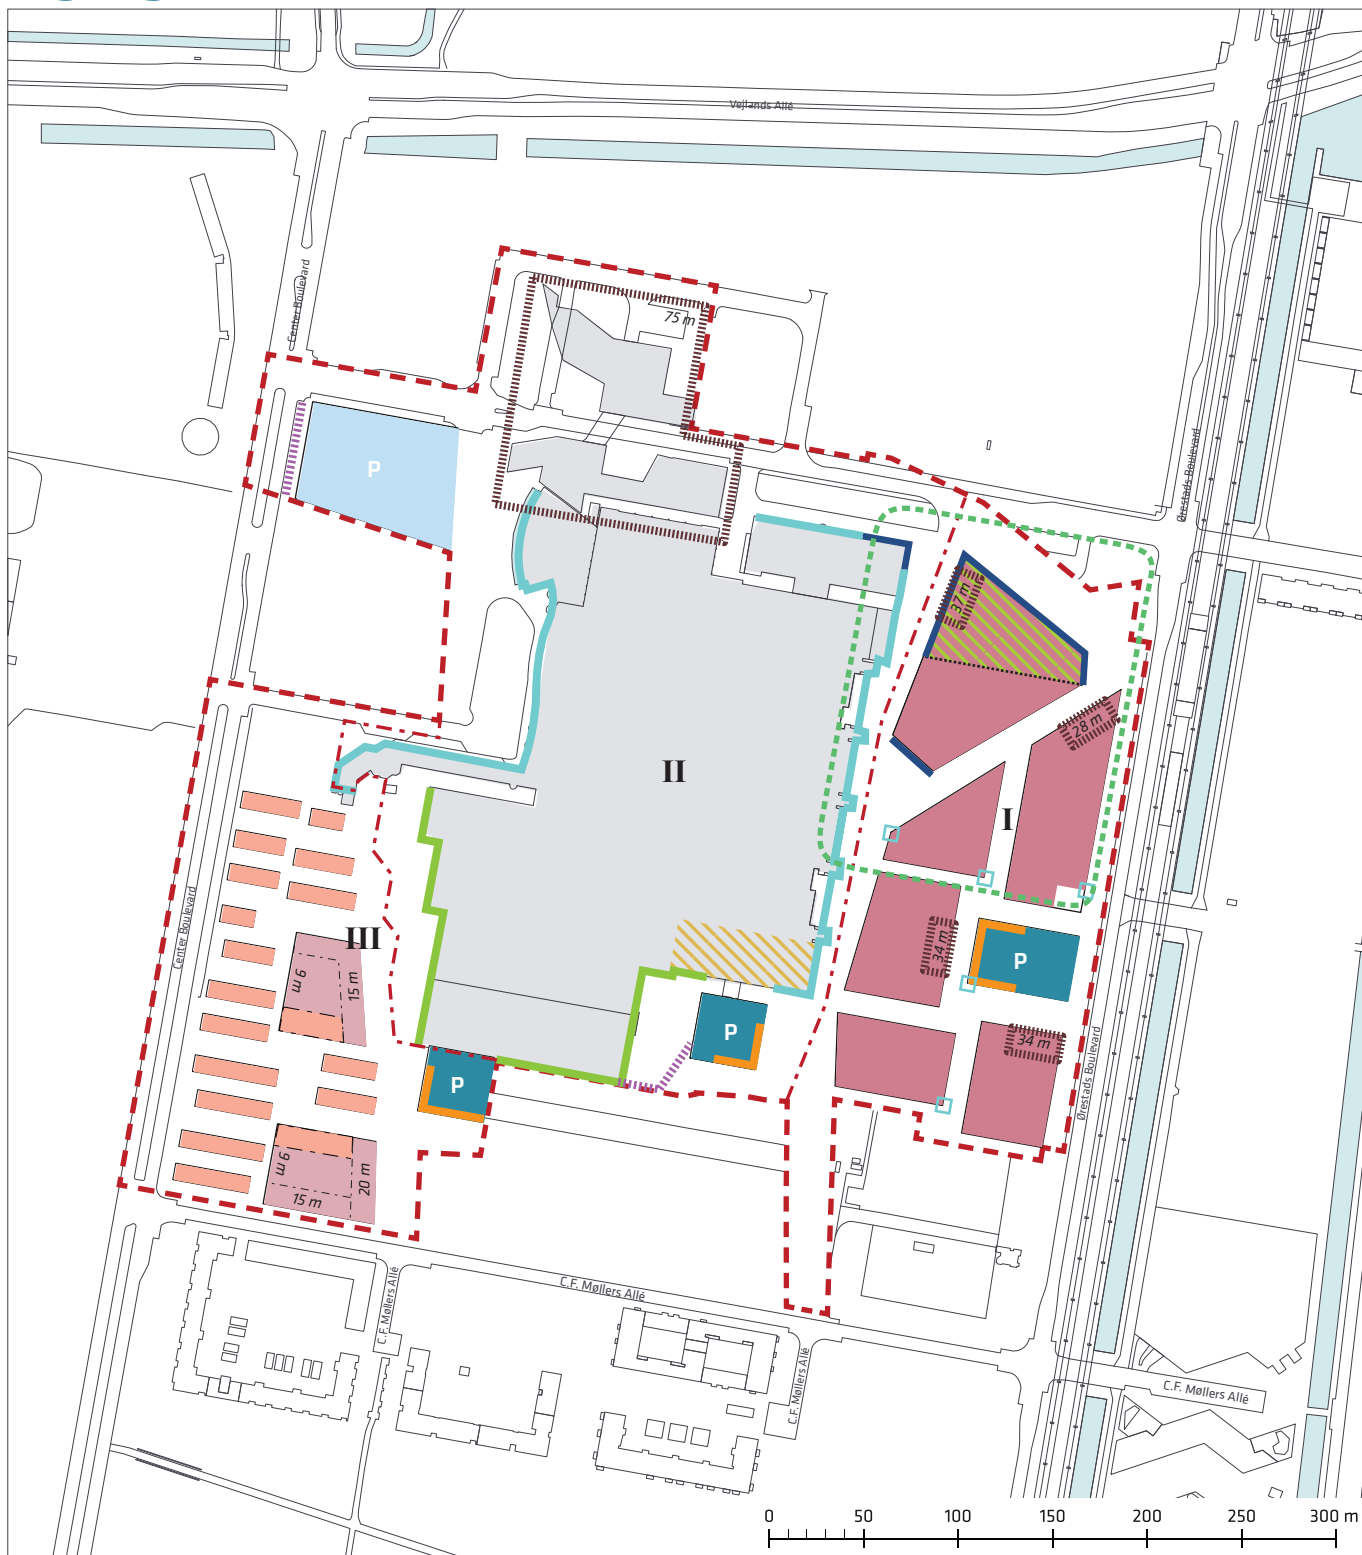 Vejlands Allé
Center Boulevard
75 m
P
Ørestads Boulevard
37 m
28 m
II
I
Center Boulevard
III
34 m
9 m
15 m
P
P
34 m
P
Ørestads Boulevard
9 m
20 m
15 m
C.F. Møllers Allé
C.F. Møllers Allé
C.F. Møllers Allé
C.F. Møllers Allé
0 50 100 150 200 250 300 m